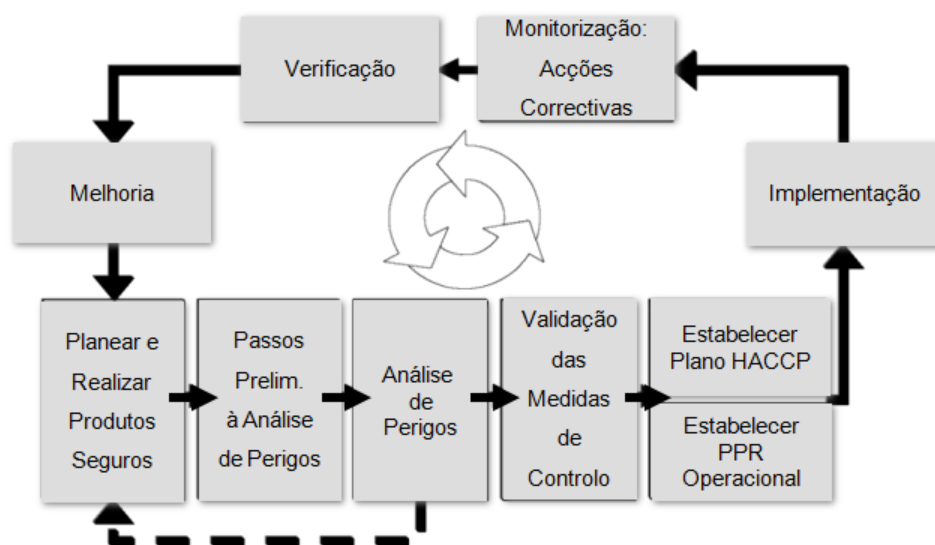 Monitorização:
Acções
Correctivas
Verificação
Melhoria
Implementação
Planear e
Realizar
Produtos
Seguros
Passos
Prelim.
à Análise
de Perigos
Análise
de
Perigos
Validação
das
Medidas
de
Controlo
Estabelecer
Plano HACCP
Estabelecer
PPR
Operacional